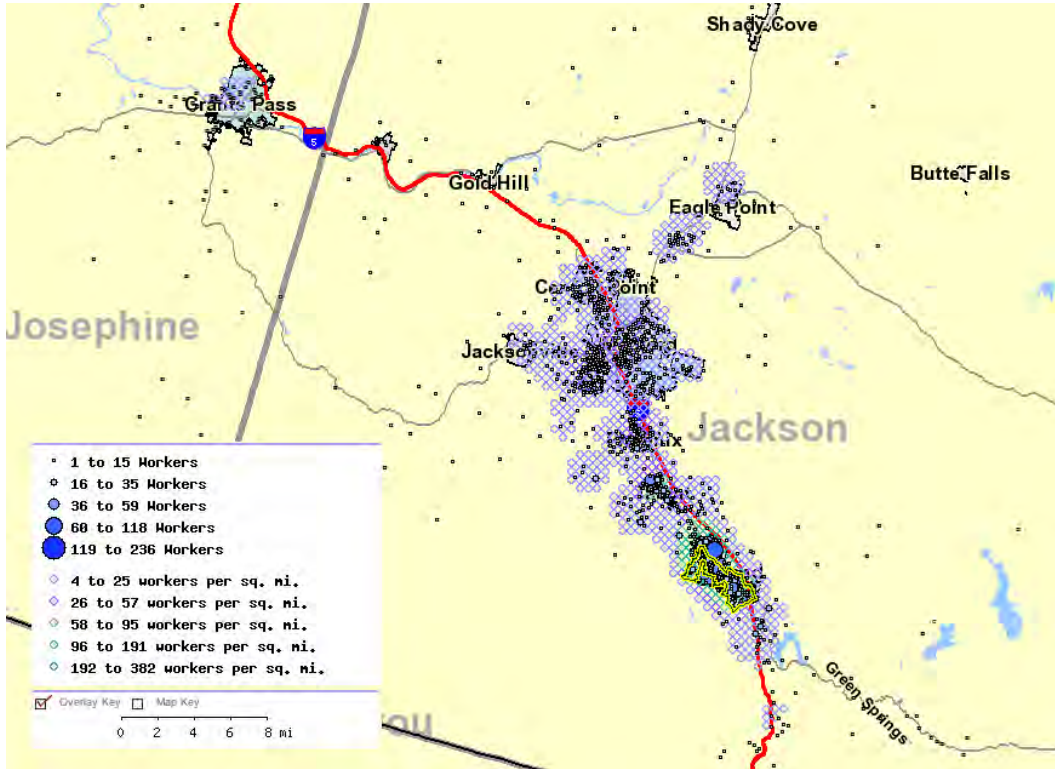 Shady Cove
Grants Pass
5
Gold Hill
Butte Falls
Eagle Point
Point
Josephine
Jackson
1 to 15 Workers
16 to 35 Workers
36 to 59 Workers
60 to 118 Workers
119 to 236 Workers
4 to 25 workers per sq. mi.
26 to 57 workers per sq. mi.
58 to 95 workers per sq. mi.
96 to 191 workers per sq. mi.
192 to 382 workers per sq. mi.
Overlay Key Map Key
0 2 4 6 8 mi
Green Springs